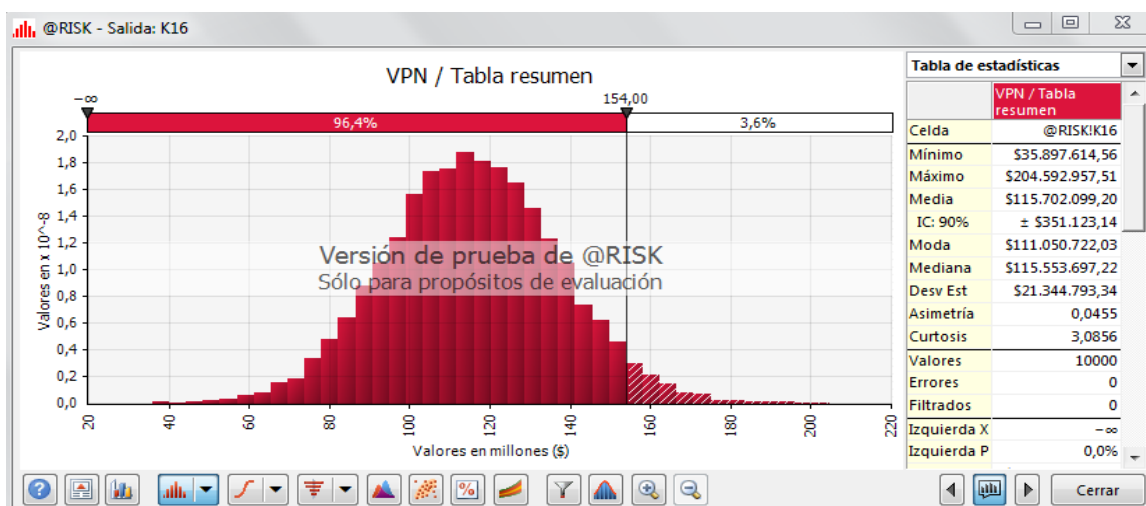 @RISK - Salida: K16
VPN / Tabla resumen
−∞
154,00
96,4%
3,6%
2,0
1,8
1,6
1,4
1,2
1,0
0,8
0,6
0,4
0,2
0,0
Valores en x 10^-8
Versión de prueba de @RISK
Sólo para propósitos de evaluación
20
40
60
80
100
120
140
160
180
200
220
Valores en millones ($)
Tabla de estadísticas
VPN / Tabla
resumen
Celda @RISK!K16
Mínimo $35.897.614,56
Máximo $204.592.957,51
Media $115.702.099,20
IC: 90% ± $351.123,14
Moda $111.050.722,03
Mediana $115.553.697,22
Desv Est $21.344.793,34
Asimetría 0,0455
Curtosis 3,0856
Valores 10000
Errores 0
Filtrados 0
Izquierda X −∞
Izquierda P 0,0%
Cerrar